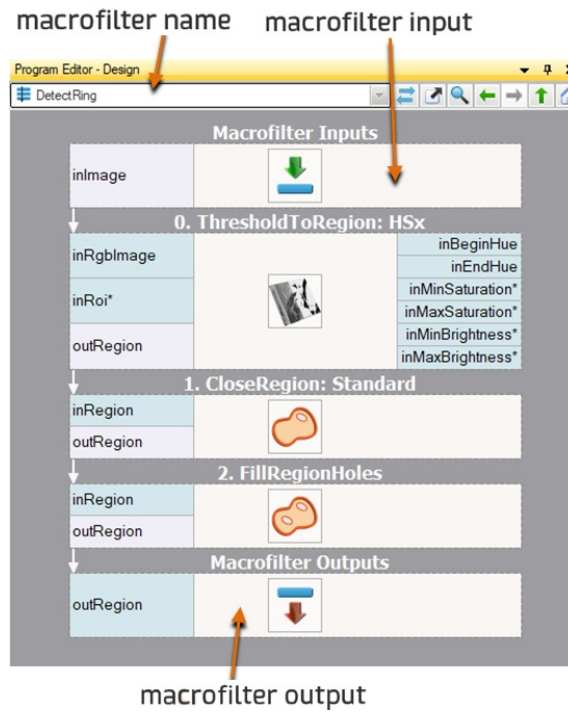 macrofilter name
macrofilter input
Program Editor - Design
DetectRing
Macrofilter Inputs
inImage
0. ThresholdToRegion: HSx
inRgbImage
inRoi*
outRegion
inBeginHue
inEndHue
inMinSaturation*
inMaxSaturation*
inMinBrightness*
inMaxBrightness*
1. CloseRegion: Standard
inRegion
outRegion
2. FillRegionHoles
inRegion
outRegion
Macrofilter Outputs
outRegion
macrofilter output